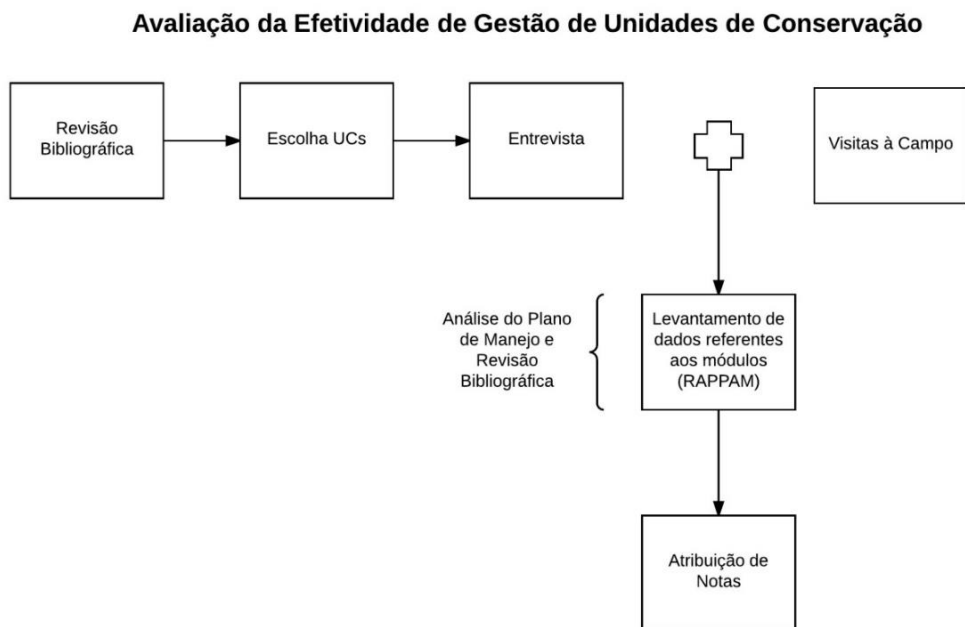 Avaliação da Efetividade de Gestão de Unidades de Conservação
Revisão
Bibliográfica
Escolha UCs
Entrevista
Visitas à Campo
Análise do Plano
de Manejo e
Revisão
Bibliográfica
Levantamento de
dados referentes
aos módulos
(RAPPAM)
Atribuição de
Notas